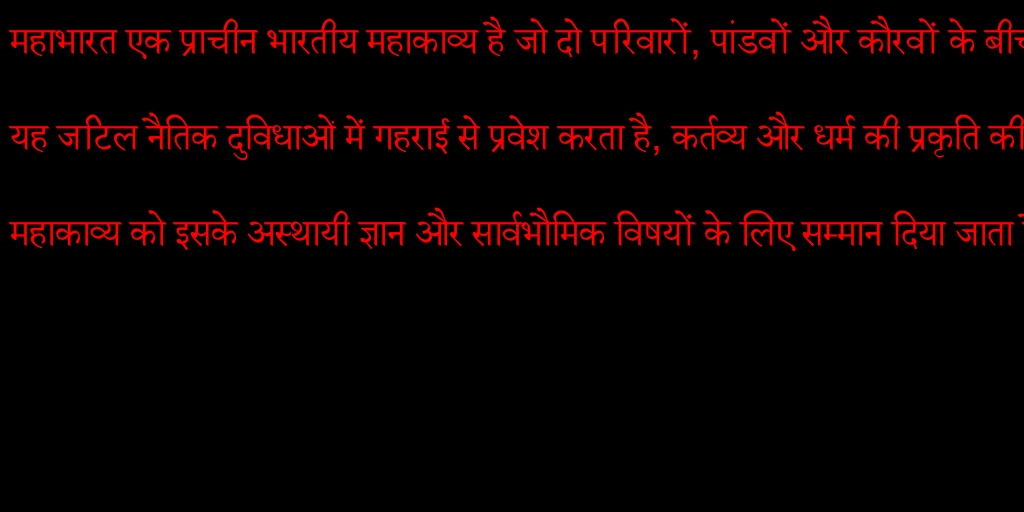 महाभारत एक प्राचीन भारतीय महाकाव्य है जो दो परिवारों, पांडवों और कौरवों के
यह जटिल नैतिक दुविधाओं में गहराई से प्रवेश करता है, कर्तव्य और धर्म की प्रकृति की
महाकाव्य को इसके अस्थायी ज्ञान और सार्वभौमिक विषयों के लिए सम्मान दिया जाता